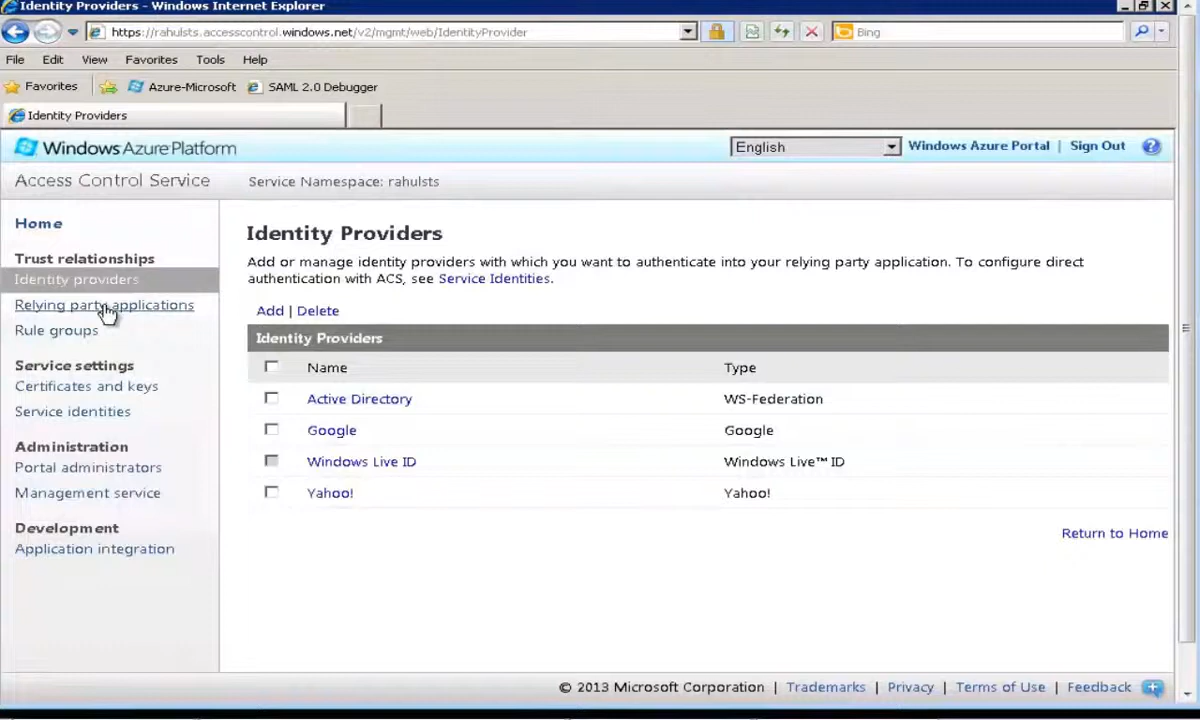 Identity Providers - Windows Internet Explorer
https://rahulsts.accesscontrol.windows.net/v2/mgmt/web/IdentityProvider
Bing
File Edit View Favorites Tools Help
Favorites Azure-Microsoft SAML 2.0 Debugger
Identity Providers
Windows Azure Platform
English
Windows Azure Portal | Sign Out
Access Control Service
Service Namespace: rahulsts
Home
Trust relationships
Identity providers
Relying party applications
Rule groups
Service settings
Certificates and keys
Service identities
Administration
Portal administrators
Management service
Development
Application integration
Identity Providers
Add or manage identity providers with which you want to authenticate into your relying party application. To configure direct
authentication with ACS, see Service Identities.
Add | Delete
Identity Providers
Name Type
Active Directory WS-Federation
Google Google
Windows Live ID Windows Live™ ID
Yahoo! Yahoo!
Return to Home
© 2013 Microsoft Corporation | Trademarks | Privacy | Terms of Use | Feedback